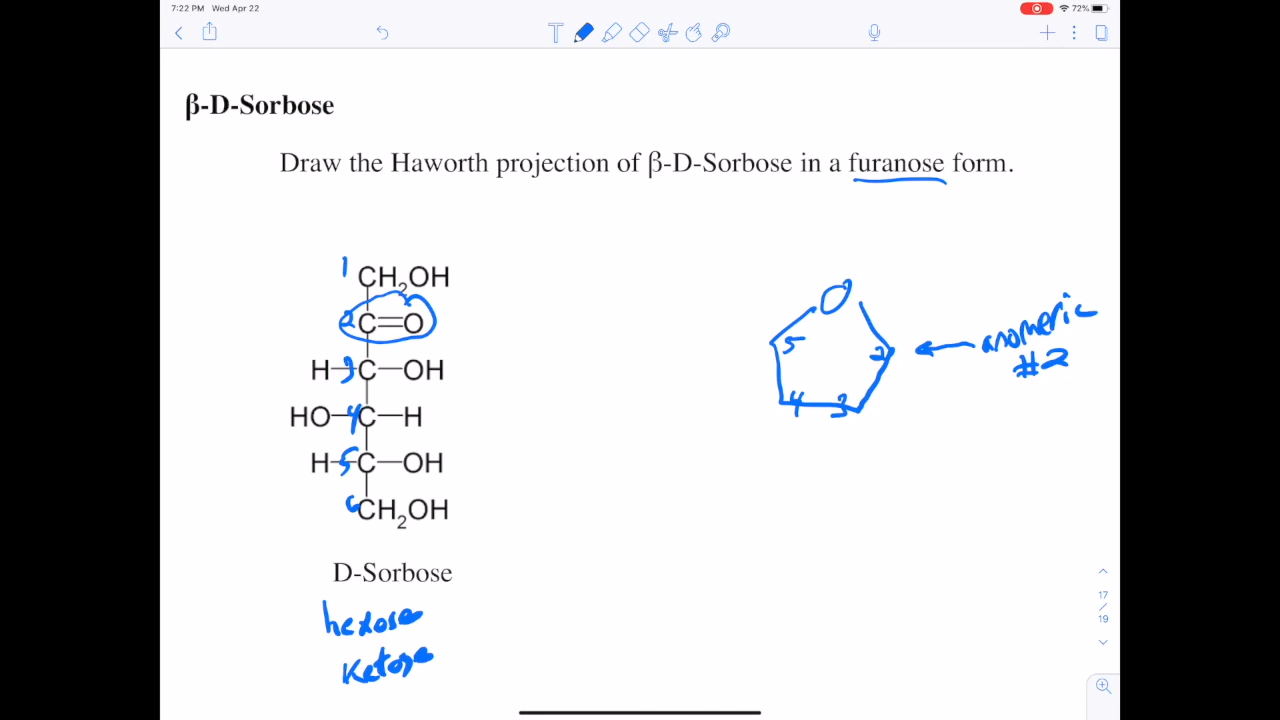 7:22 PM Wed Apr 22
72%
T
β-D-Sorbose
Draw the Haworth projection of β-D-Sorbose in a furanose form.
1 CH2OH
2 C=O
H 3 C OH
HO 4 C H
H 5 C OH
6 CH2OH
D-Sorbose
hexose
Ketose
O
5
2
4 3
anomeric
#2
17
/
19